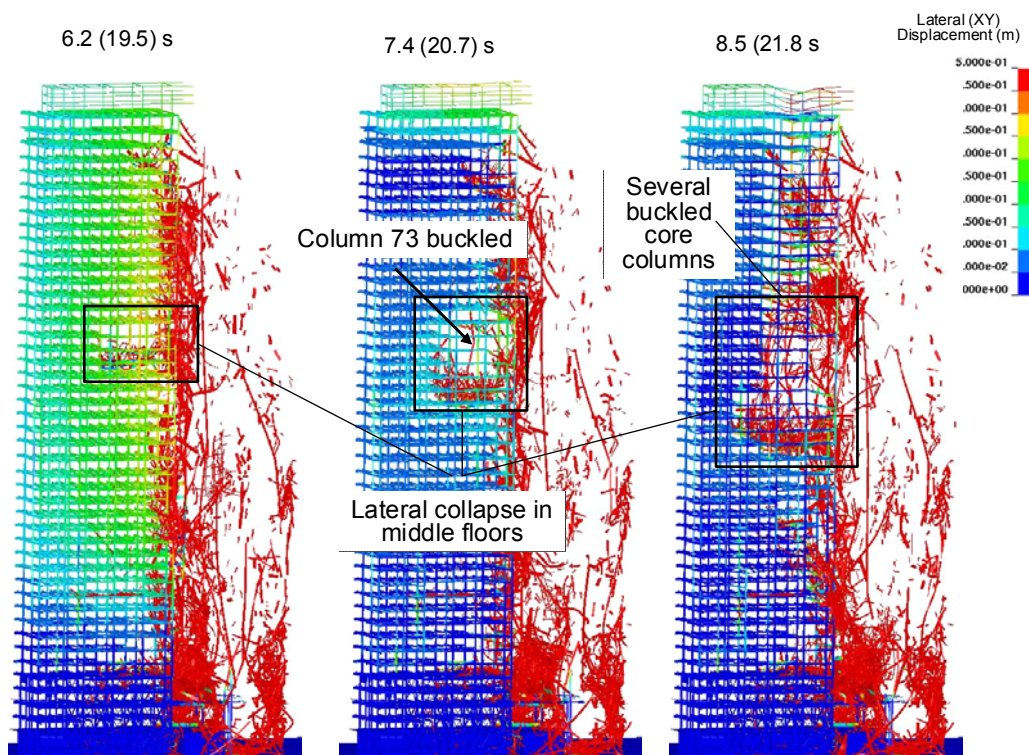 6.2 (19.5) s
7.4 (20.7) s
8.5 (21.8 s
Lateral (XY)
Displacement (m)
5.000e-01
.500e-01
.000e-01
.500e-01
.000e-01
.500e-01
.000e-01
.500e-01
.000e-01
.000e-02
000e+00
Column 73 buckled
Several
buckled
core
columns
Lateral collapse in
middle floors